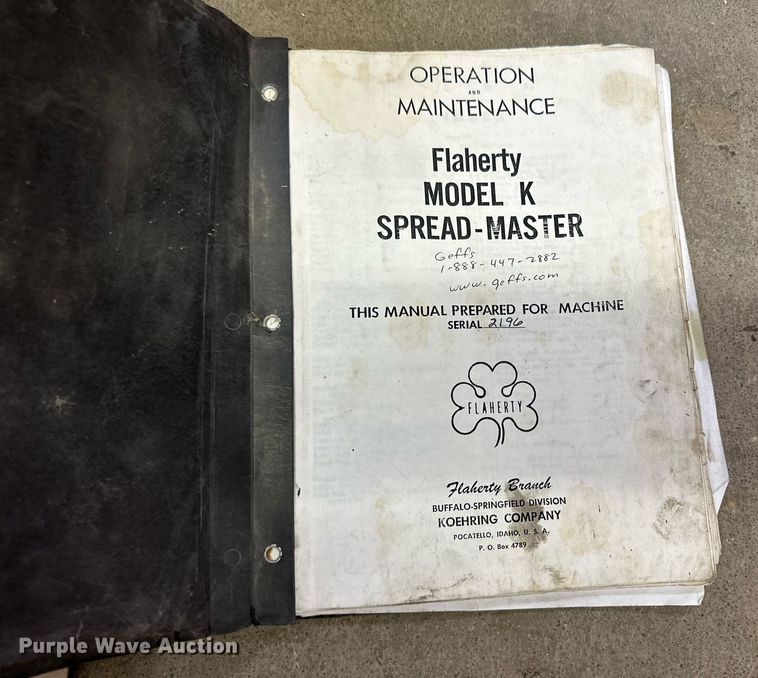 OPERATION
AND
MAINTENANCE
Flaherty
MODEL K
SPREAD-MASTER
Geffs
1-888-447-2882
www.geffs.com
THIS MANUAL PREPARED FOR MACHINE
SERIAL 2196
FLAHERTY
Flaherty Branch
BUFFALO-SPRINGFIELD DIVISION
KOEHRING COMPANY
POCATELLO, IDAHO, U. S. A.
P. O. Box 4789
Purple Wave Auction